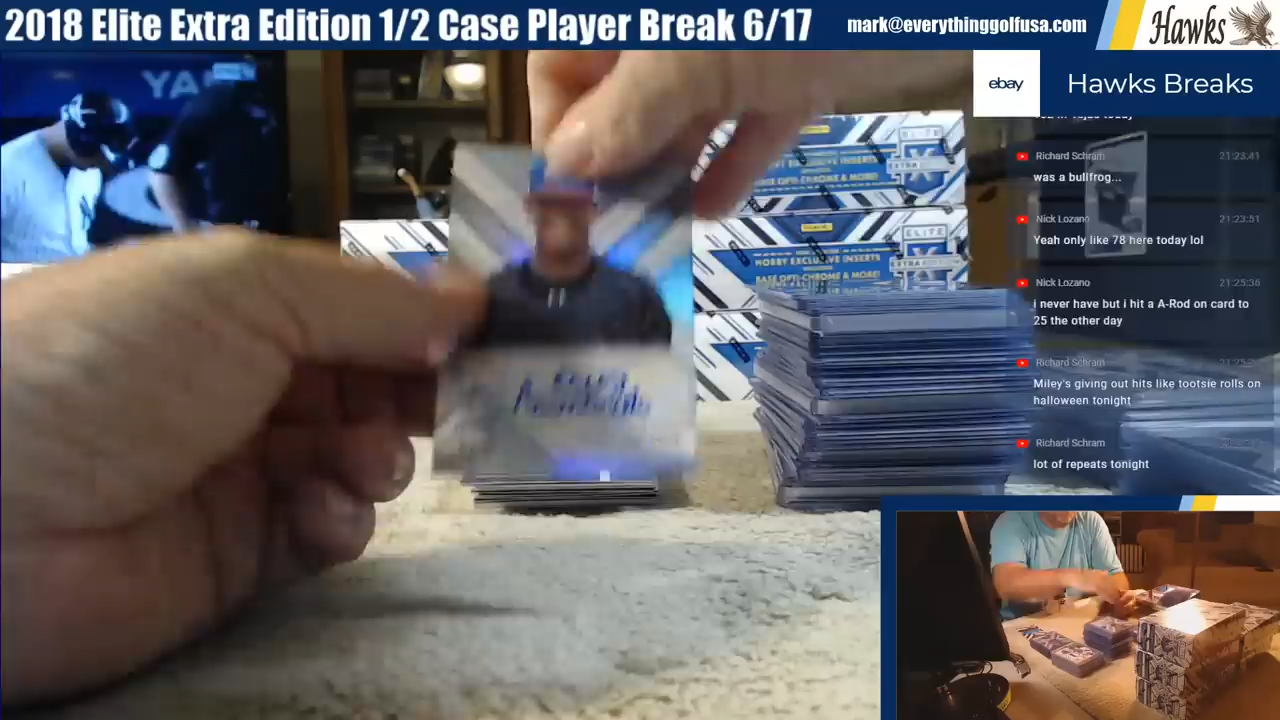 2018 Elite Extra Edition 1/2 Case Player Break 6/17
mark@everythinggolfusa.com
Hawks
ebay
Hawks Breaks
YA
Richard Schram 21:23:41
was a bullfrog...
Nick Lozano 21:23:51
Yeah only like 78 here today lol
Nick Lozano 21:25:36
i never have but i hit a A-Rod on card to
25 the other day
Richard Schram
Miley's giving out hits like tootsie rolls on
halloween tonight
Richard Schram
lot of repeats tonight
ELITE
EXTRA EDITION
HOBBY EXCLUSIVE INSERTS
BASE OPTI-CHROME & MORE!
ELITE